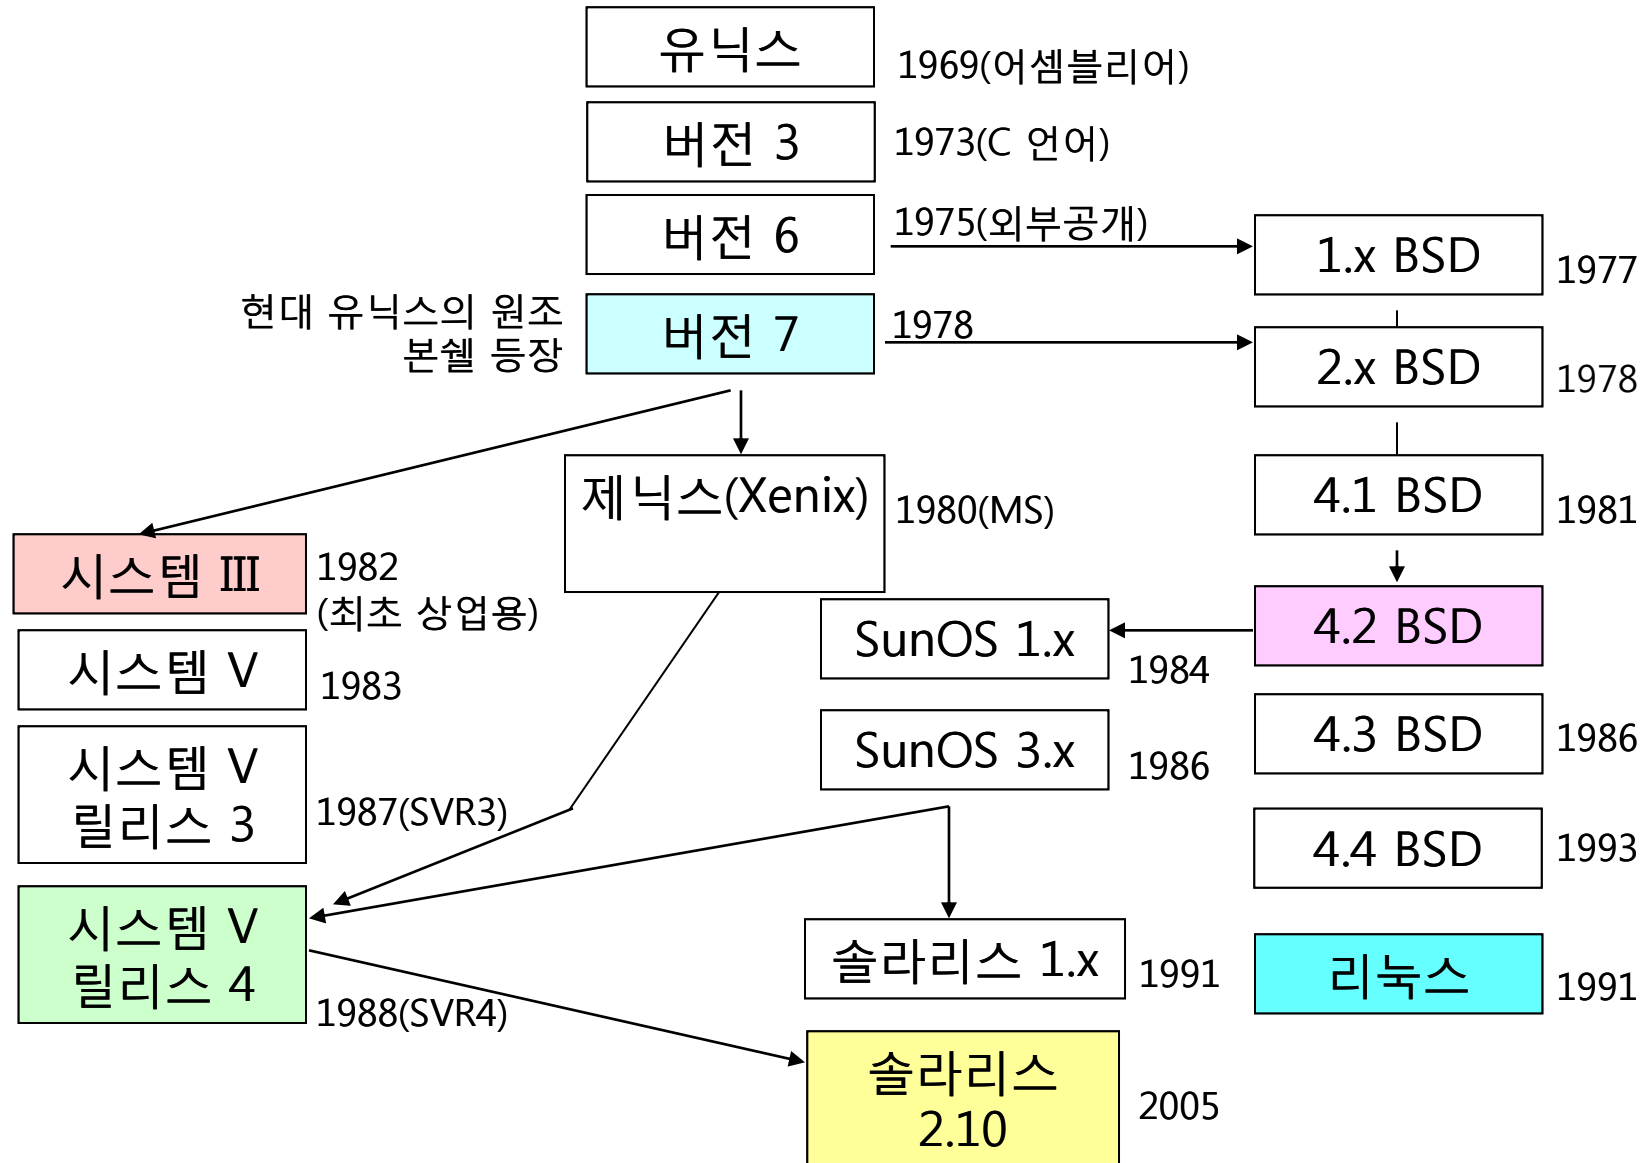 유닉스
1969(어셈블리어)
버전 3
1973(C 언어)
버전 6
1975(외부공개)
1.x BSD
1977
현대 유닉스의 원조
본쉘 등장
버전 7
1978
2.x BSD
1978
제닉스(Xenix)
1980(MS)
4.1 BSD
1981
시스템 III
1982
(최초 상업용)
SunOS 1.x
1984
4.2 BSD
시스템 V
1983
SunOS 3.x
1986
4.3 BSD
1986
시스템 V
릴리스 3
1987(SVR3)
4.4 BSD
1993
시스템 V
릴리스 4
1988(SVR4)
솔라리스 1.x
1991
리눅스
1991
솔라리스
2.10
2005